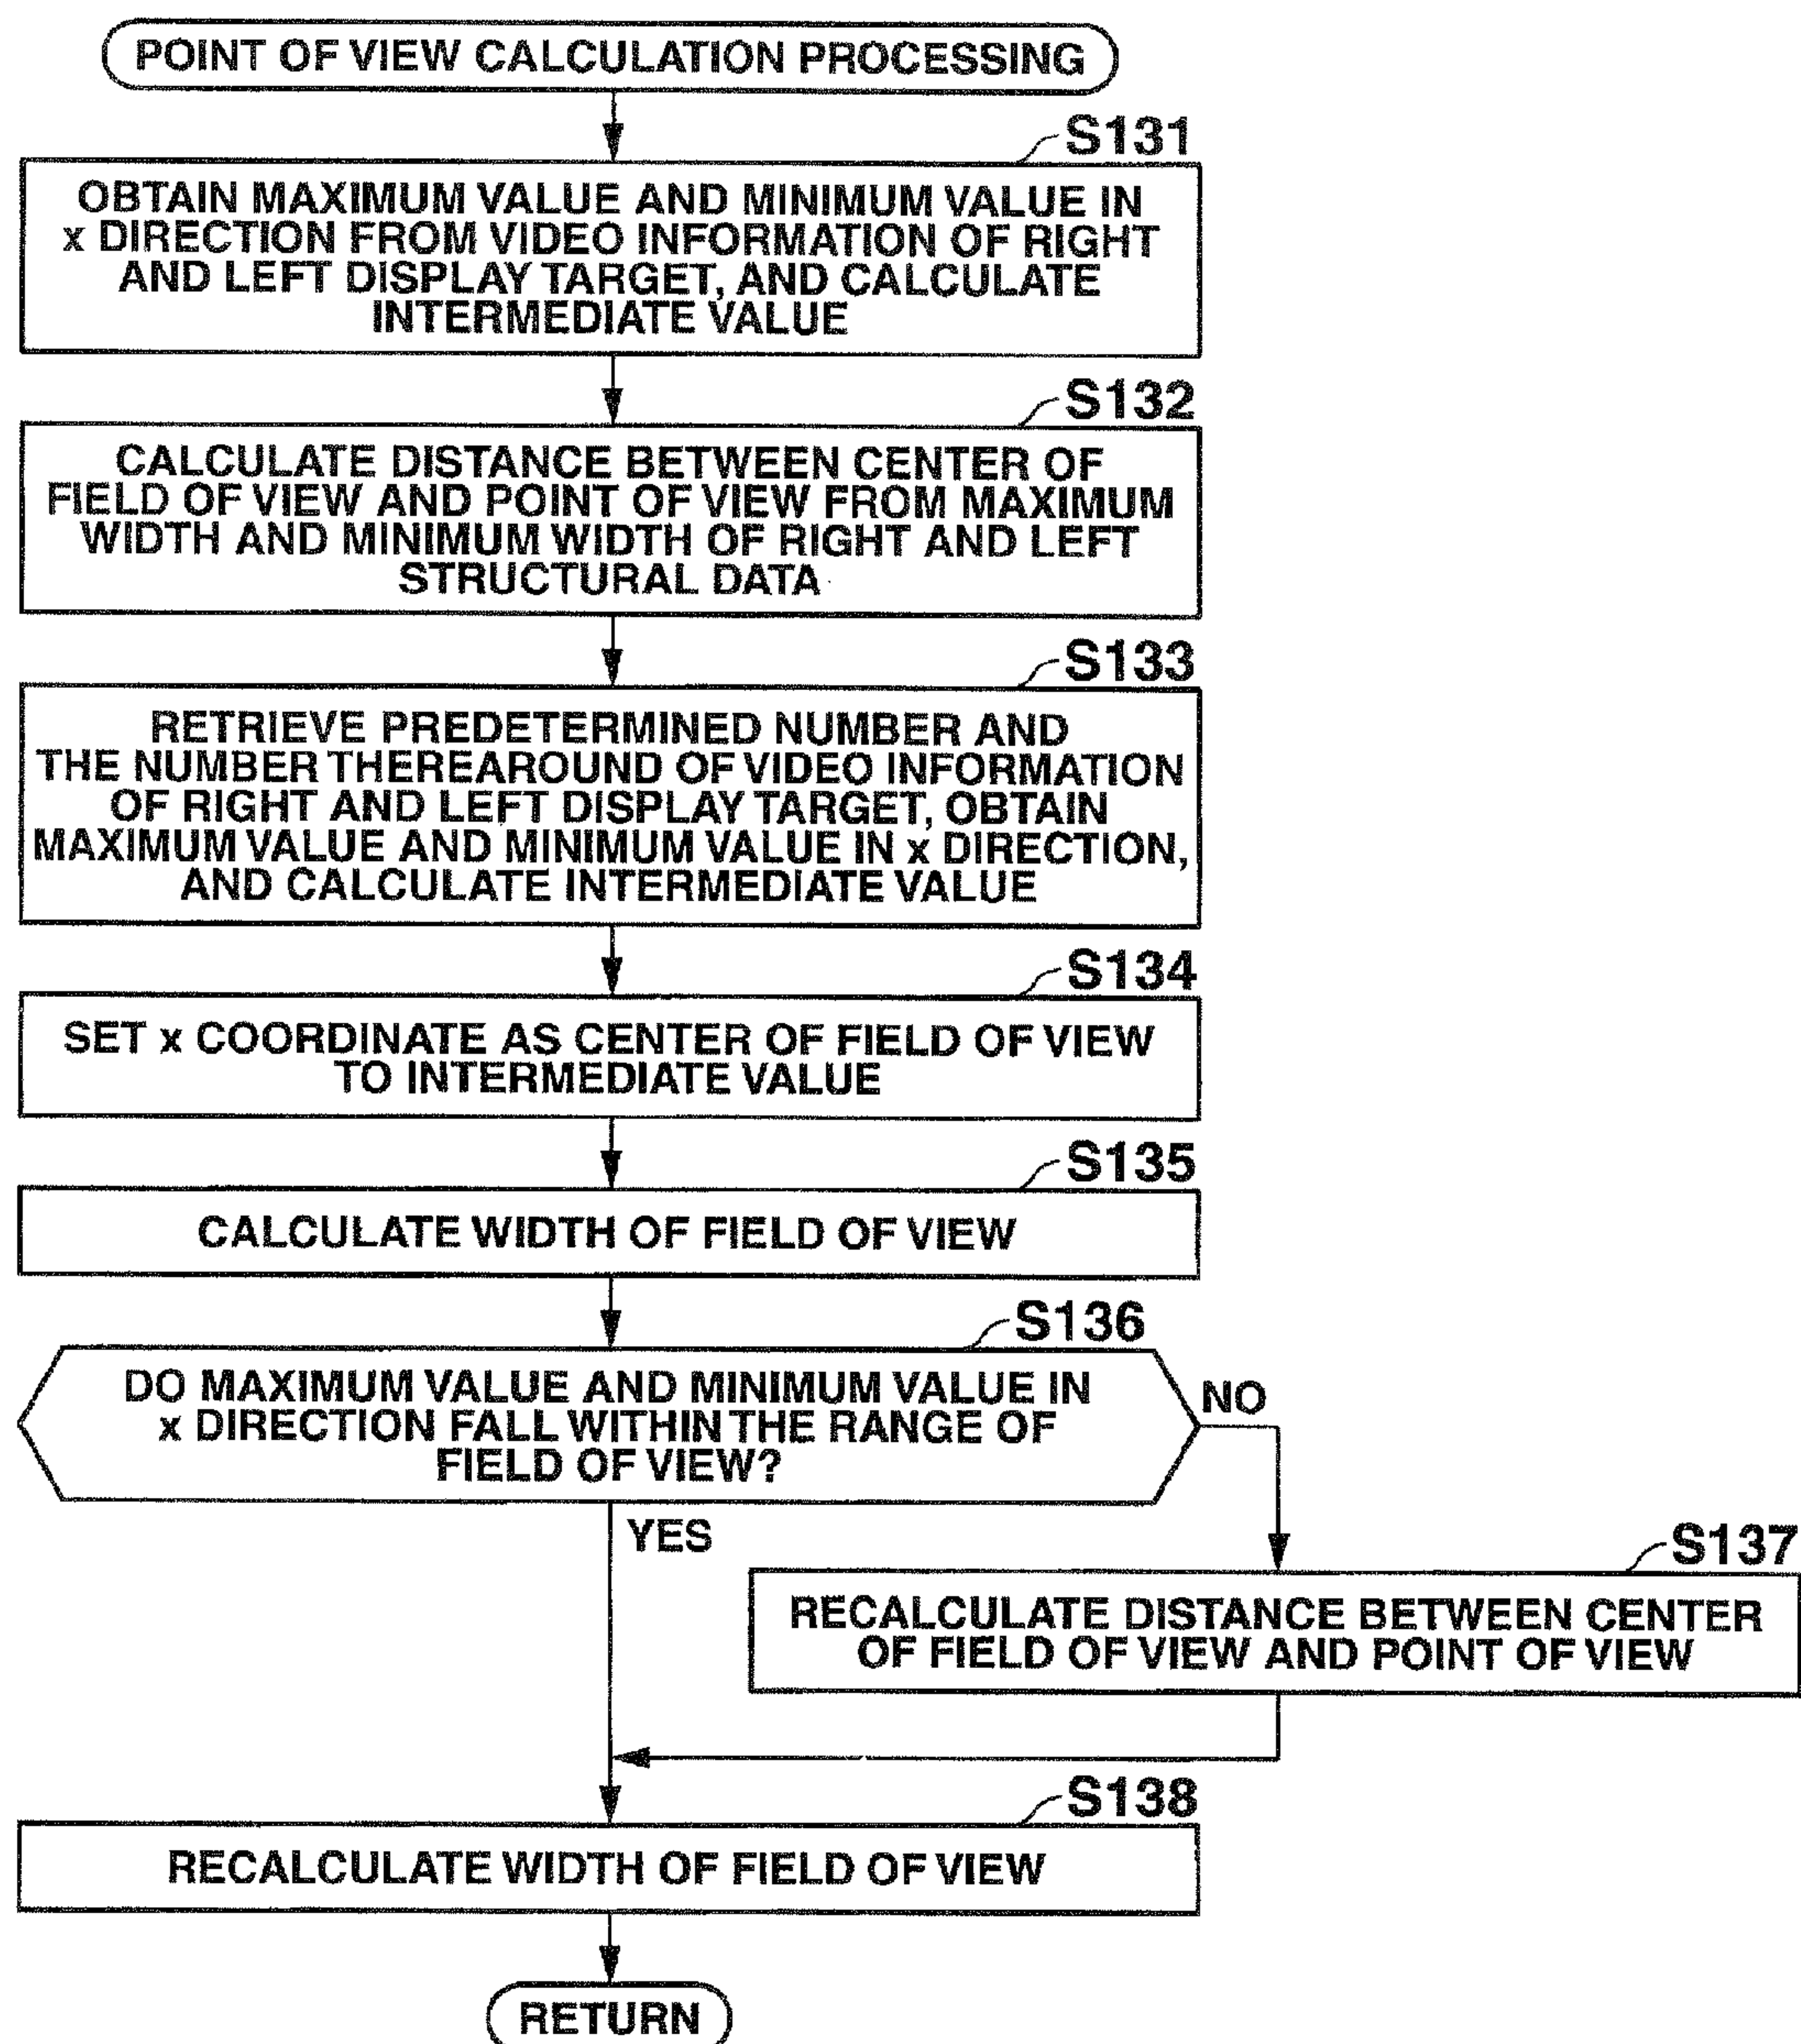 POINT OF VIEW CALCULATION PROCESSING
S131
OBTAIN MAXIMUM VALUE AND MINIMUM VALUE IN
x DIRECTION FROM VIDEO INFORMATION OF RIGHT
AND LEFT DISPLAY TARGET, AND CALCULATE
INTERMEDIATE VALUE
S132
CALCULATE DISTANCE BETWEEN CENTER OF
FIELD OF VIEW AND POINT OF VIEW FROM MAXIMUM
WIDTH AND MINIMUM WIDTH OF RIGHT AND LEFT
STRUCTURAL DATA
S133
RETRIEVE PREDETERMINED NUMBER AND
THE NUMBER THEREAROUND OF VIDEO INFORMATION
OF RIGHT AND LEFT DISPLAY TARGET, OBTAIN
MAXIMUM VALUE AND MINIMUM VALUE IN x DIRECTION,
AND CALCULATE INTERMEDIATE VALUE
S134
SET x COORDINATE AS CENTER OF FIELD OF VIEW
TO INTERMEDIATE VALUE
S135
CALCULATE WIDTH OF FIELD OF VIEW
S136
DO MAXIMUM VALUE AND MINIMUM VALUE IN
x DIRECTION FALL WITHIN THE RANGE OF
FIELD OF VIEW?
NO
YES
S137
RECALCULATE DISTANCE BETWEEN CENTER
OF FIELD OF VIEW AND POINT OF VIEW
S138
RECALCULATE WIDTH OF FIELD OF VIEW
RETURN